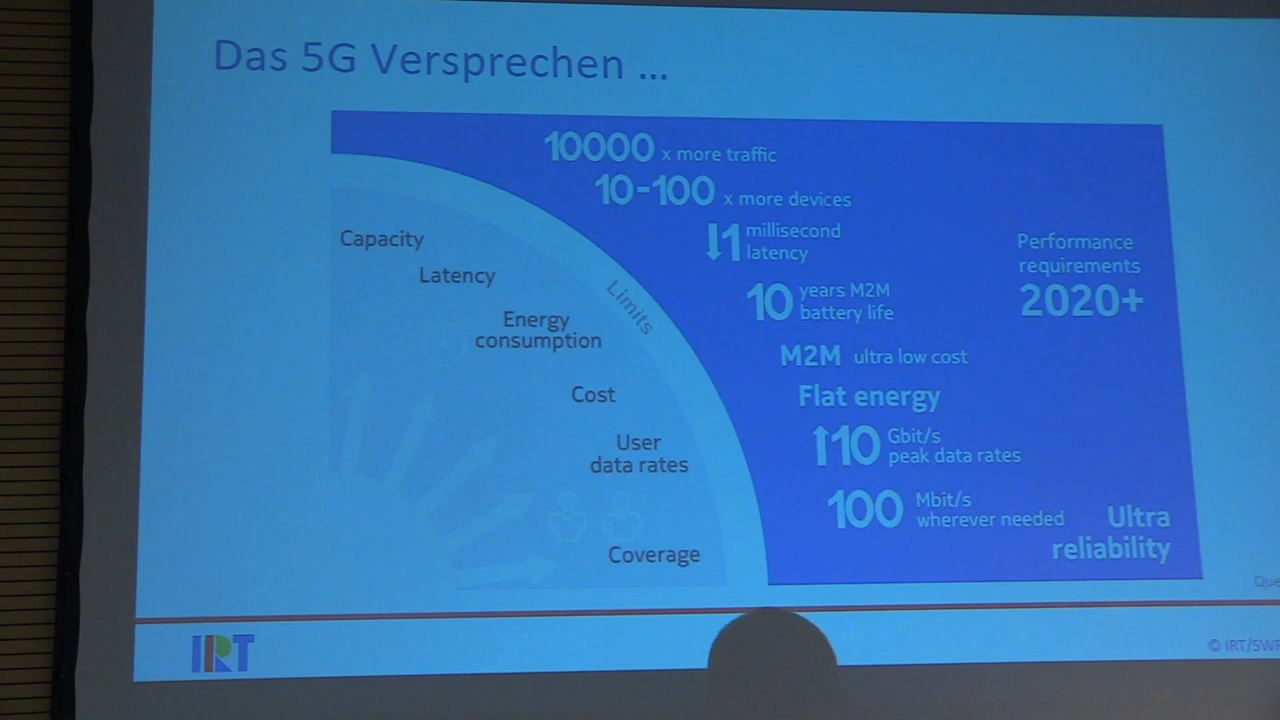 Das 5G Versprechen ...
10000 x more traffic
10-100 x more devices
↓1 millisecond
latency
10 years M2M
battery life
M2M ultra low cost
Flat energy
↑10 Gbit/s
peak data rates
100 Mbit/s
wherever needed
Ultra
reliability
Performance
requirements
2020+
Limits
Capacity
Latency
Energy
consumption
Cost
User
data rates
Coverage
IRT
© IRT/SWR